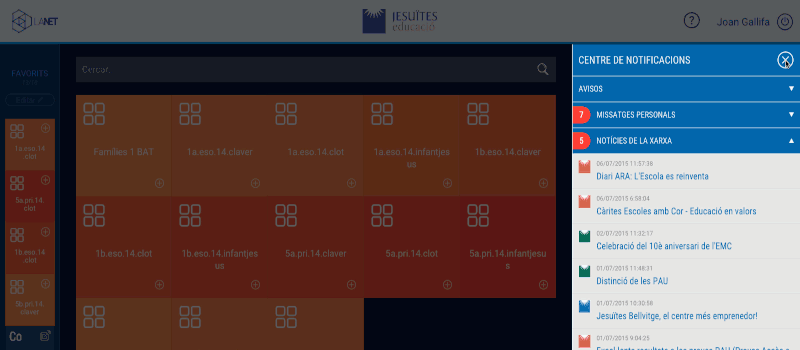 LANET
JESUÏTES
educació
?
Joan Gallifa
FAVORITS
Cercar
1a.eso.14.
clot
5a.pri.14.
clot
1b.eso.14
.clot
5b.pri.14.
claver
Co
Famílies 1 BAT
1a.eso.14.claver
1a.eso.14.clot
1a.eso.14.infantjes
us
1b.eso.14.claver
1b.eso.14.clot
1b.eso.14.infantjes
us
5a.pri.14.claver
5a.pri.14.clot
5a.pri.14.infantjesu
s
CENTRE DE NOTIFICACIONS
AVISOS
7 MISSATGES PERSONALS
5 NOTÍCIES DE LA XARXA
06/07/2015 11:57:38
Diari ARA: L'Escola es reinventa
06/07/2015 6:58:04
Càrites Escoles amb Cor - Educació en valors
02/07/2015 11:32:17
Celebració del 10è aniversari de l'EMC
01/07/2015 11:48:31
Distinció de les PAU
01/07/2015 10:30:58
Jesuïtes Bellvitge, el centre més emprenedor!
01/07/2015 9:04:25